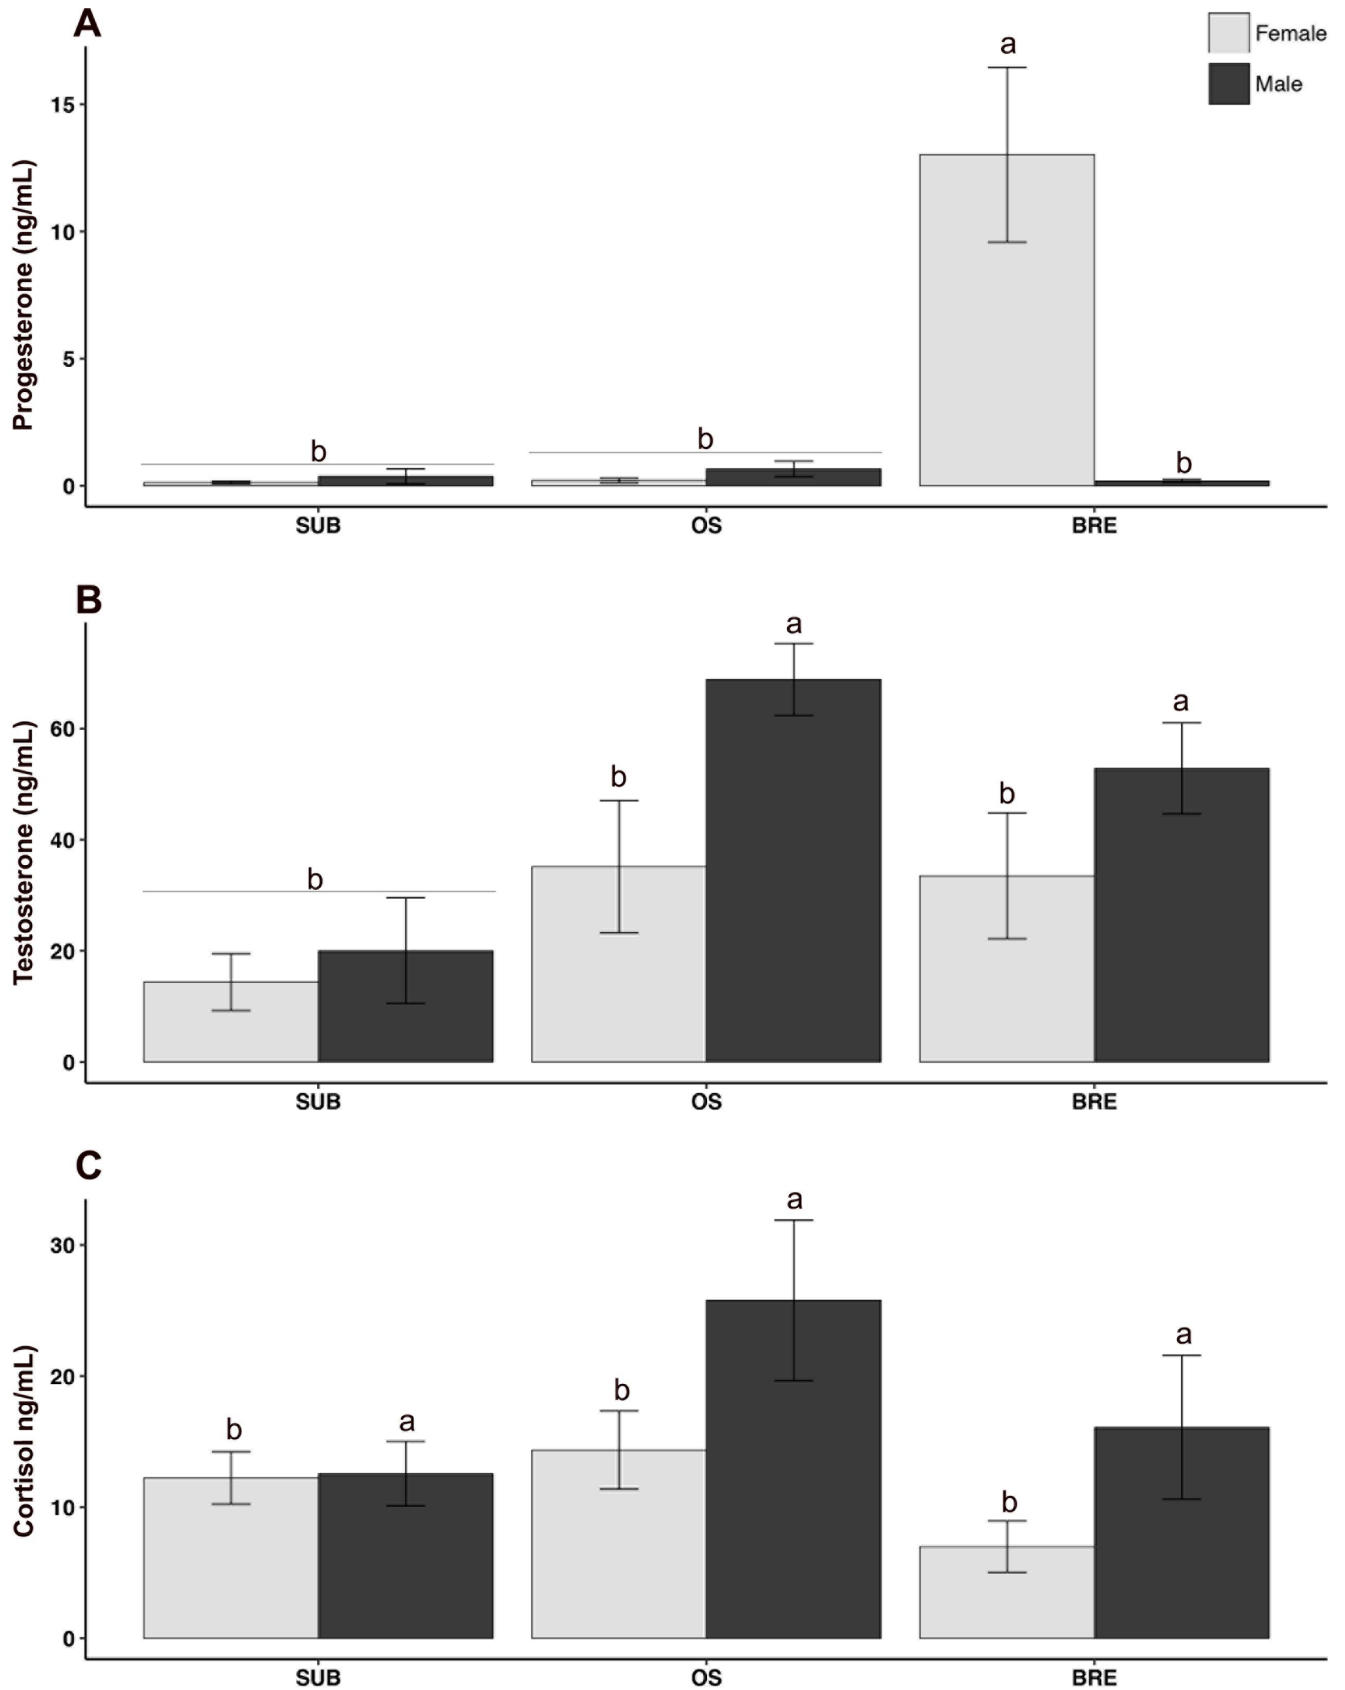 A
Female
Male
a
15
10
5
0
b
b
b
Progesterone (ng/mL)
SUB
OS
BRE
B
a
a
b
b
b
60
40
20
0
Testosterone (ng/mL)
SUB
OS
BRE
C
a
a
b
b
a
b
30
20
10
0
Cortisol ng/mL)
SUB
OS
BRE